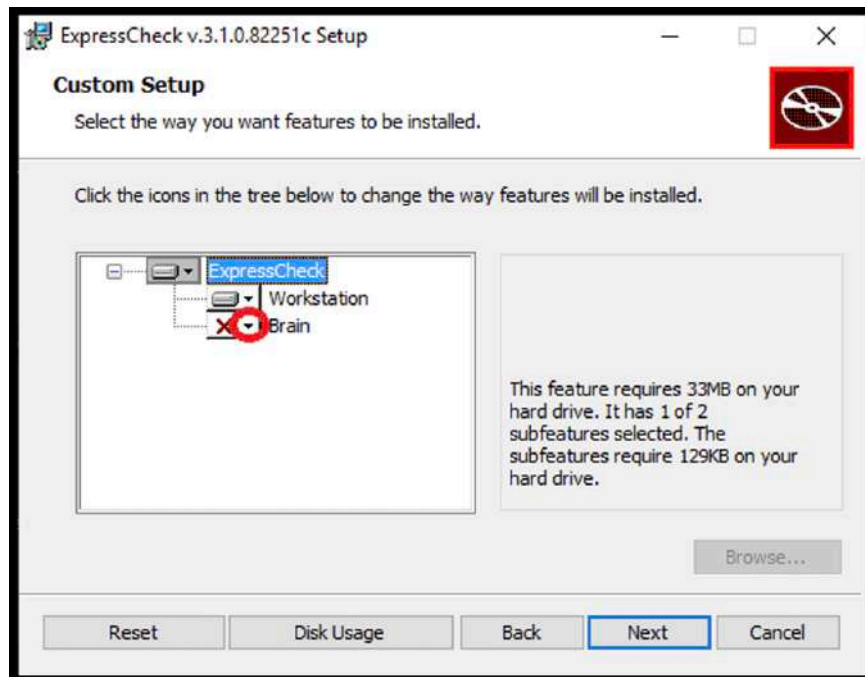 ExpressCheck v.3.1.0.82251c Setup
Custom Setup
Select the way you want features to be installed.
Click the icons in the tree below to change the way features will be installed.
ExpressCheck
Workstation
Brain
This feature requires 33MB on your
hard drive. It has 1 of 2
subfeatures selected. The
subfeatures require 129KB on your
hard drive.
Browse...
Reset
Disk Usage
Back
Next
Cancel